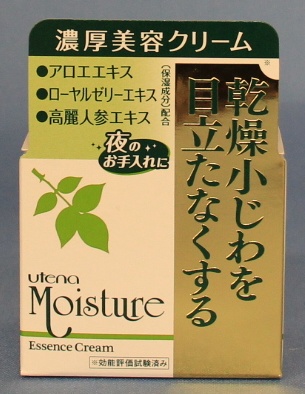 濃厚美容クリーム
●アロエエキス
●ローヤルゼリーエキス
●高麗人参エキス
(保湿成分)配合
夜の
お手入れに
※
乾燥小じわを
目立たなくする
utena
Moisture
Essence Cream
※効能評価試験済み